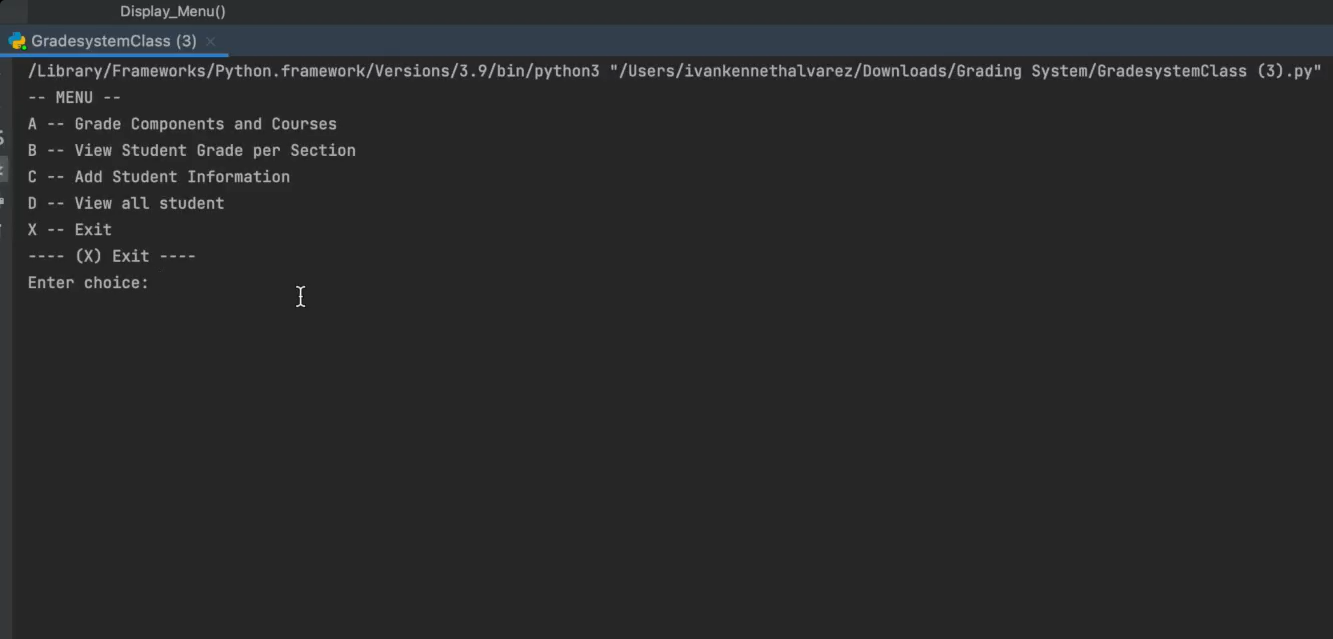 Display_Menu()
GradesystemClass (3)
/Library/Frameworks/Python.framework/Versions/3.9/bin/python3 "/Users/ivankennethalvarez/Downloads/Grading System/GradesystemClass (3).py"
-- MENU --
A -- Grade Components and Courses
B -- View Student Grade per Section
C -- Add Student Information
D -- View all student
X -- Exit
---- (X) Exit ----
Enter choice: